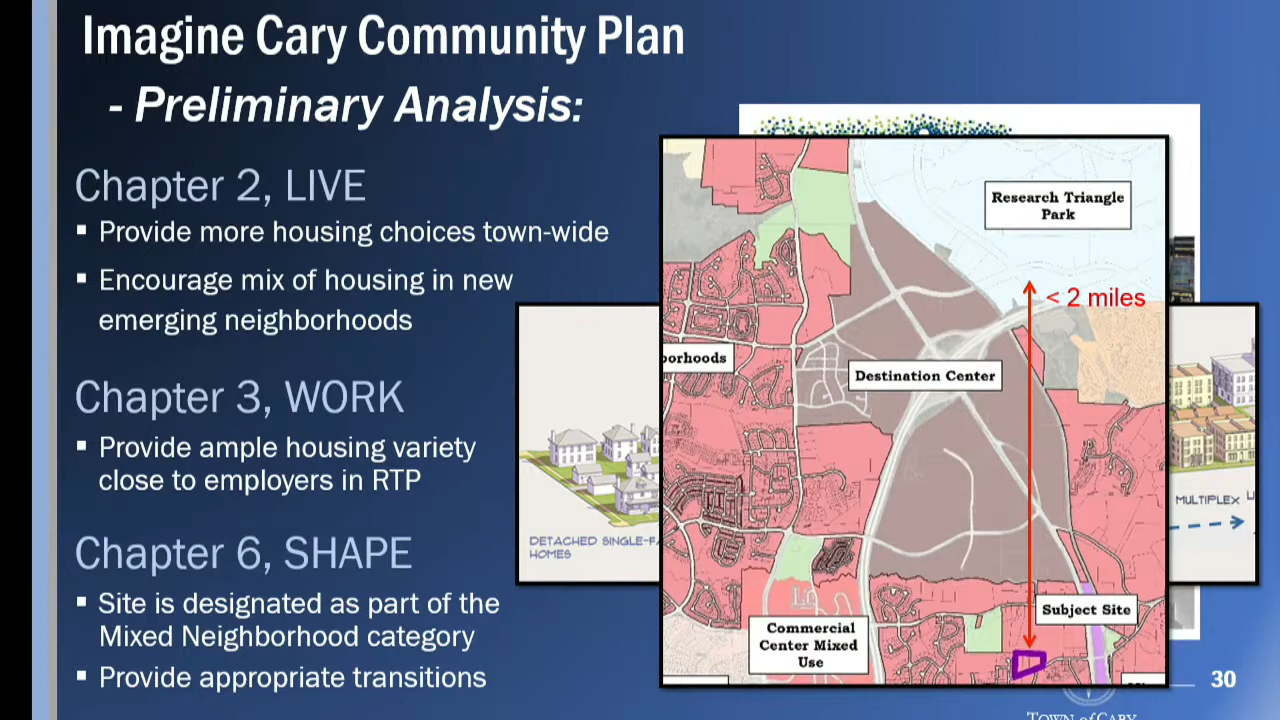 Imagine Cary Community Plan
- Preliminary Analysis:
Chapter 2, LIVE
▪ Provide more housing choices town-wide
▪ Encourage mix of housing in new
emerging neighborhoods
Chapter 3, WORK
▪ Provide ample housing variety
close to employers in RTP
Chapter 6, SHAPE
▪ Site is designated as part of the
Mixed Neighborhood category
▪ Provide appropriate transitions
Research Triangle
Park
< 2 miles
borhoods
Destination Center
Subject Site
Commercial
Center Mixed
Use
DETACHED SINGLE-FA
HOMES
MULTIPLEX
30
TOWN of CARY